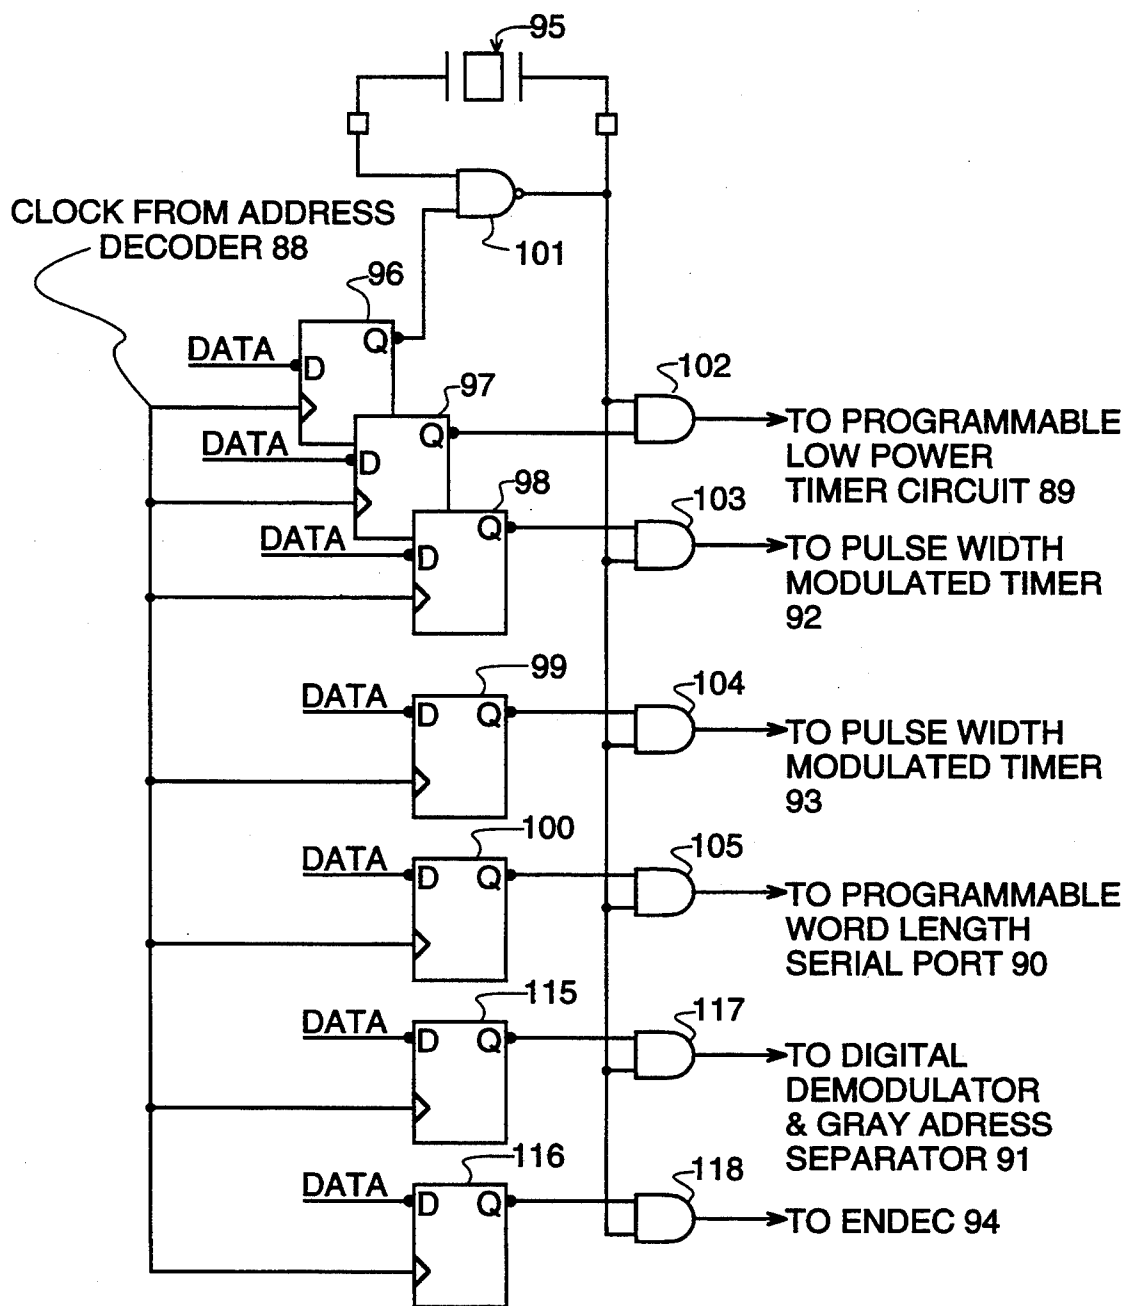 95
CLOCK FROM ADDRESS
DECODER 88
101
96
Q
DATA
D
102
97
TO PROGRAMMABLE
LOW POWER
TIMER CIRCUIT 89
Q
DATA
D
98
103
Q
DATA
D
TO PULSE WIDTH
MODULATED TIMER
92
99
104
DATA
D Q
TO PULSE WIDTH
MODULATED TIMER
93
100
105
DATA
D Q
TO PROGRAMMABLE
WORD LENGTH
SERIAL PORT 90
115
117
DATA
D Q
TO DIGITAL
DEMODULATOR
& GRAY ADRESS
SEPARATOR 91
116
118
DATA
D Q
TO ENDEC 94